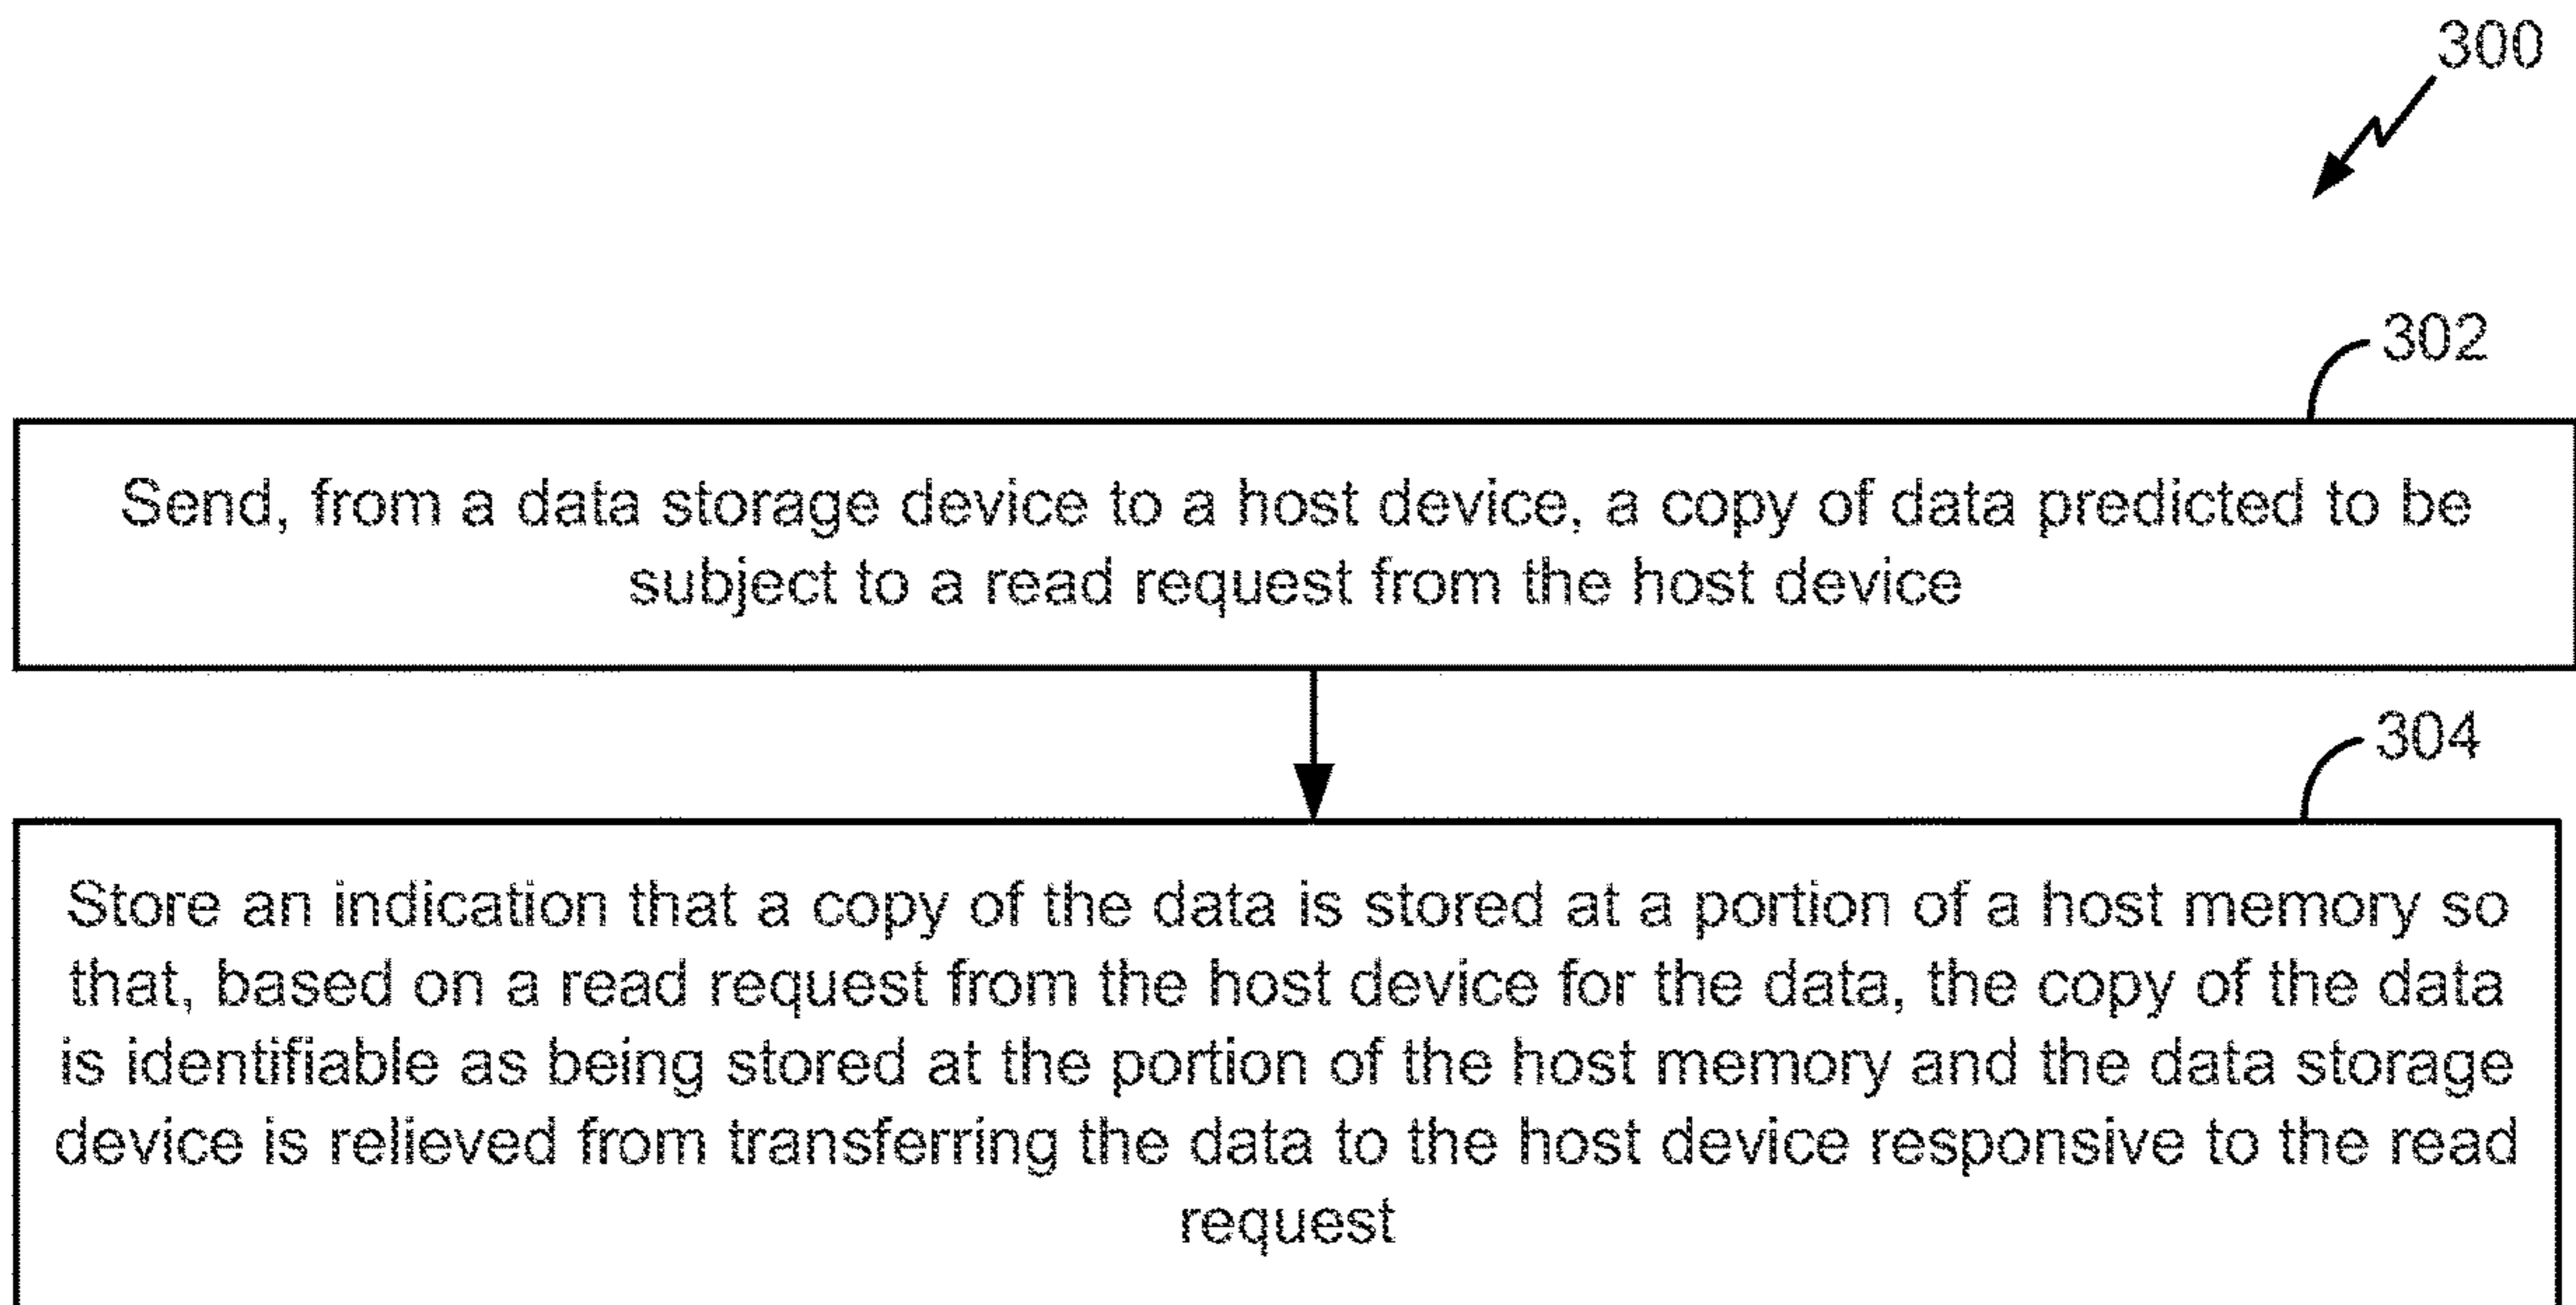 300
302
Send, from a data storage device to a host device, a copy of data predicted to be
subject to a read request from the host device
304
Store an indication that a copy of the data is stored at a portion of a host memory so
that, based on a read request from the host device for the data, the copy of the data
is identifiable as being stored at the portion of the host memory and the data storage
device is relieved from transferring the data to the host device responsive to the read
request